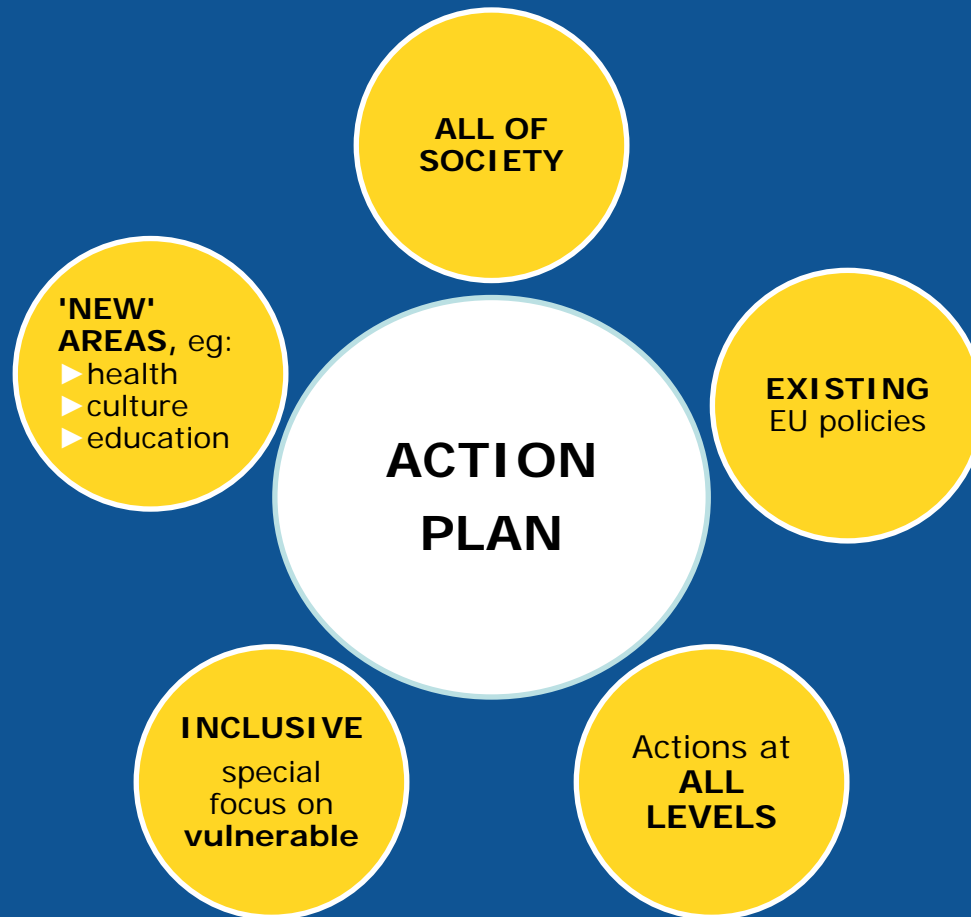 ALL OF
SOCIETY
'NEW'
AREAS, eg:
►health
►culture
►education
EXISTING
EU policies
ACTION
PLAN
INCLUSIVE
special
focus on
vulnerable
Actions at
ALL
LEVELS